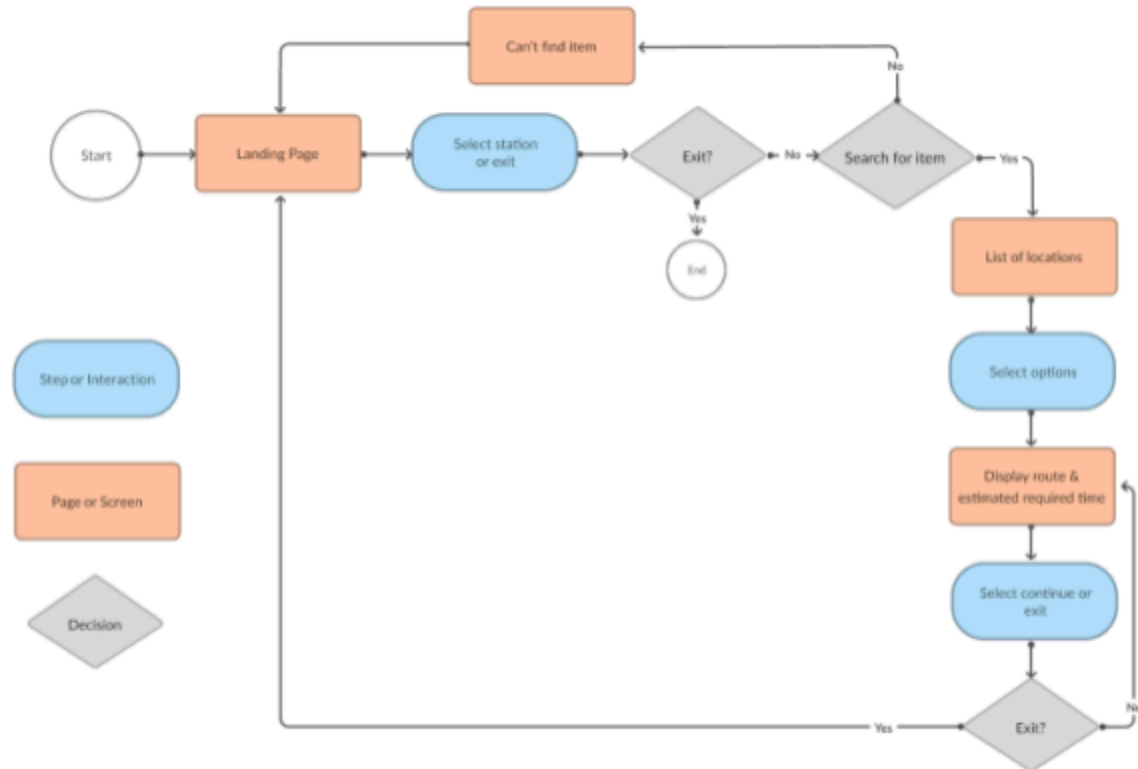 Can't find item
No
Start
Landing Page
Select station
or exit
Exit?
No
Search for item
Yes
Yes
End
List of locations
Step or Interaction
Select options
Page or Screen
Display route &
estimated required time
Decision
Select continue or
exit
Exit?
Yes
No